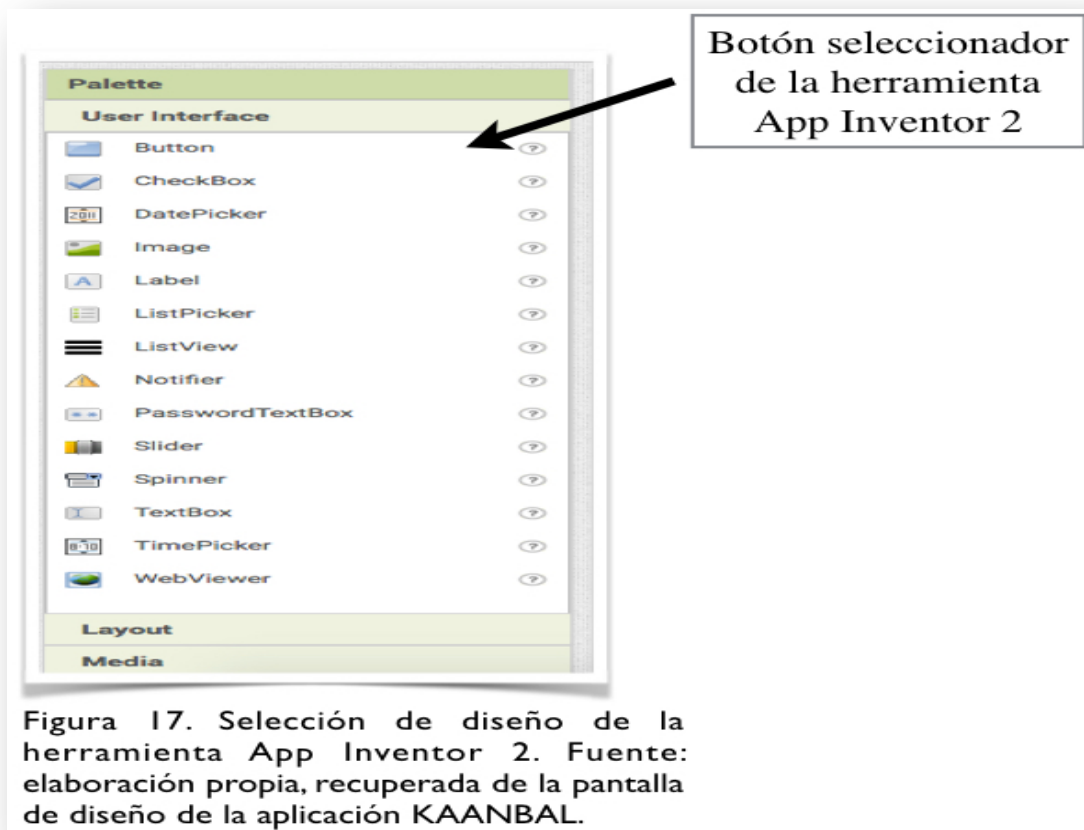 Botón seleccionador
de la herramienta
App Inventor 2
Palette
User Interface
Button
CheckBox
DatePicker
Image
Label
ListPicker
ListView
Notifier
PasswordTextBox
Slider
Spinner
TextBox
TimePicker
WebViewer
Layout
Media
Figura 17. Selección de diseño de la
herramienta App Inventor 2. Fuente:
elaboración propia, recuperada de la pantalla
de diseño de la aplicación KAANBAL.